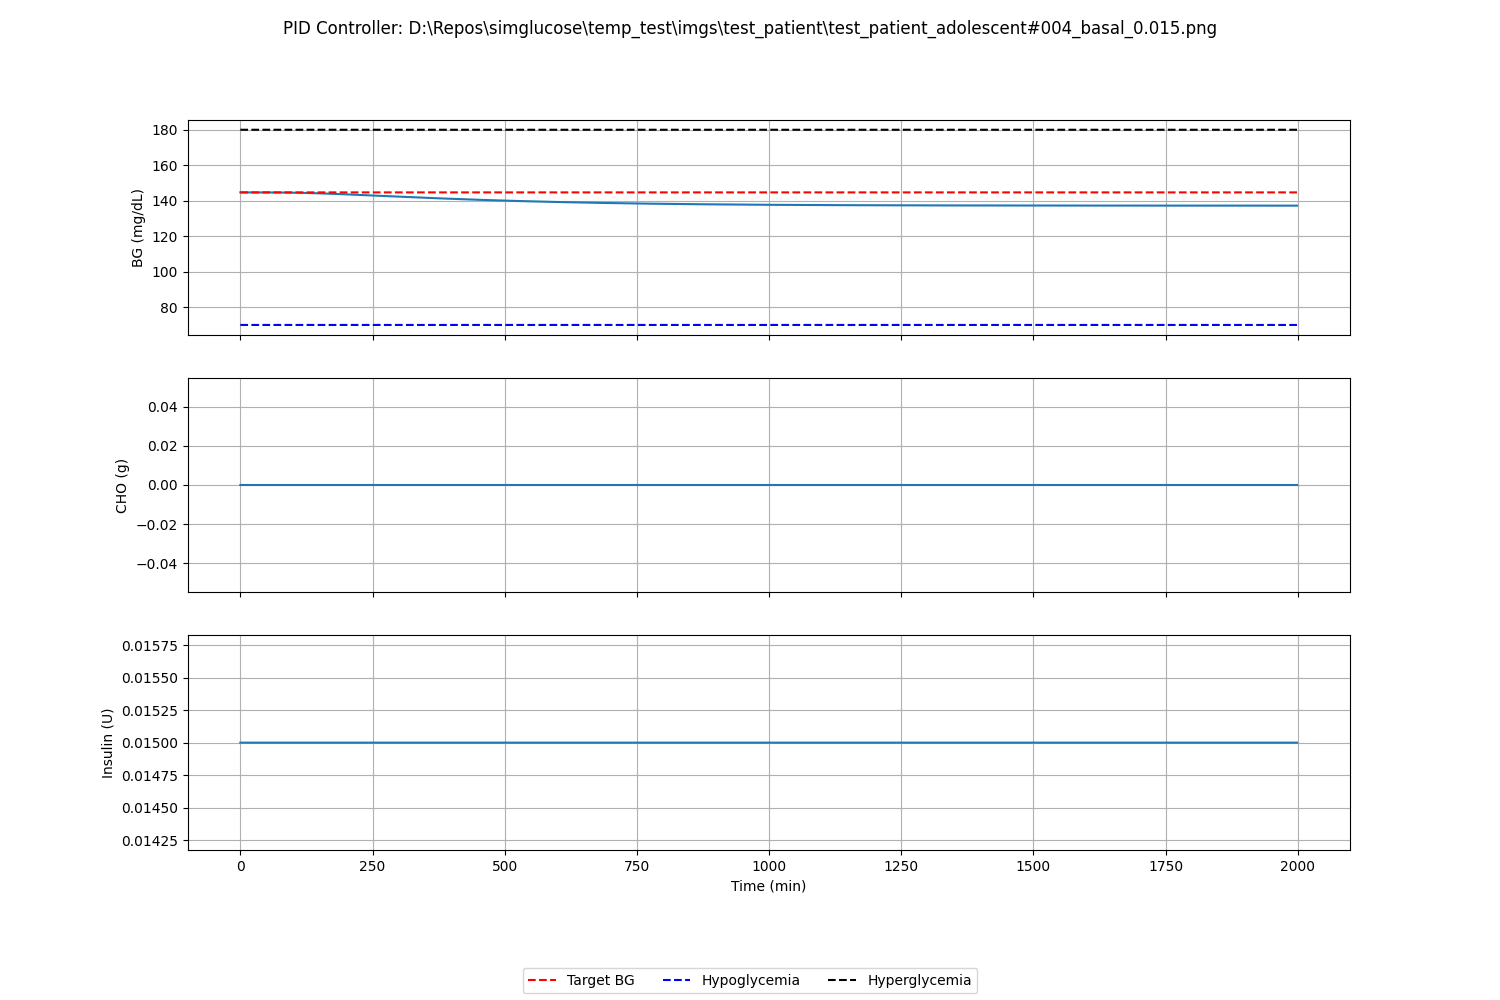 PID Controller: D:\Repos\simglucose\temp_test\imgs\test_patient\test_patient_adolescent#004_basal_0.015.png
BG (mg/dL)
180
160
140
120
100
80
CHO (g)
0.04
0.02
0.00
−0.02
−0.04
Insulin (U)
0.01575
0.01550
0.01525
0.01500
0.01475
0.01450
0.01425
0 250 500 750 1000 1250 1500 1750 2000
Time (min)
Target BG Hypoglycemia Hyperglycemia